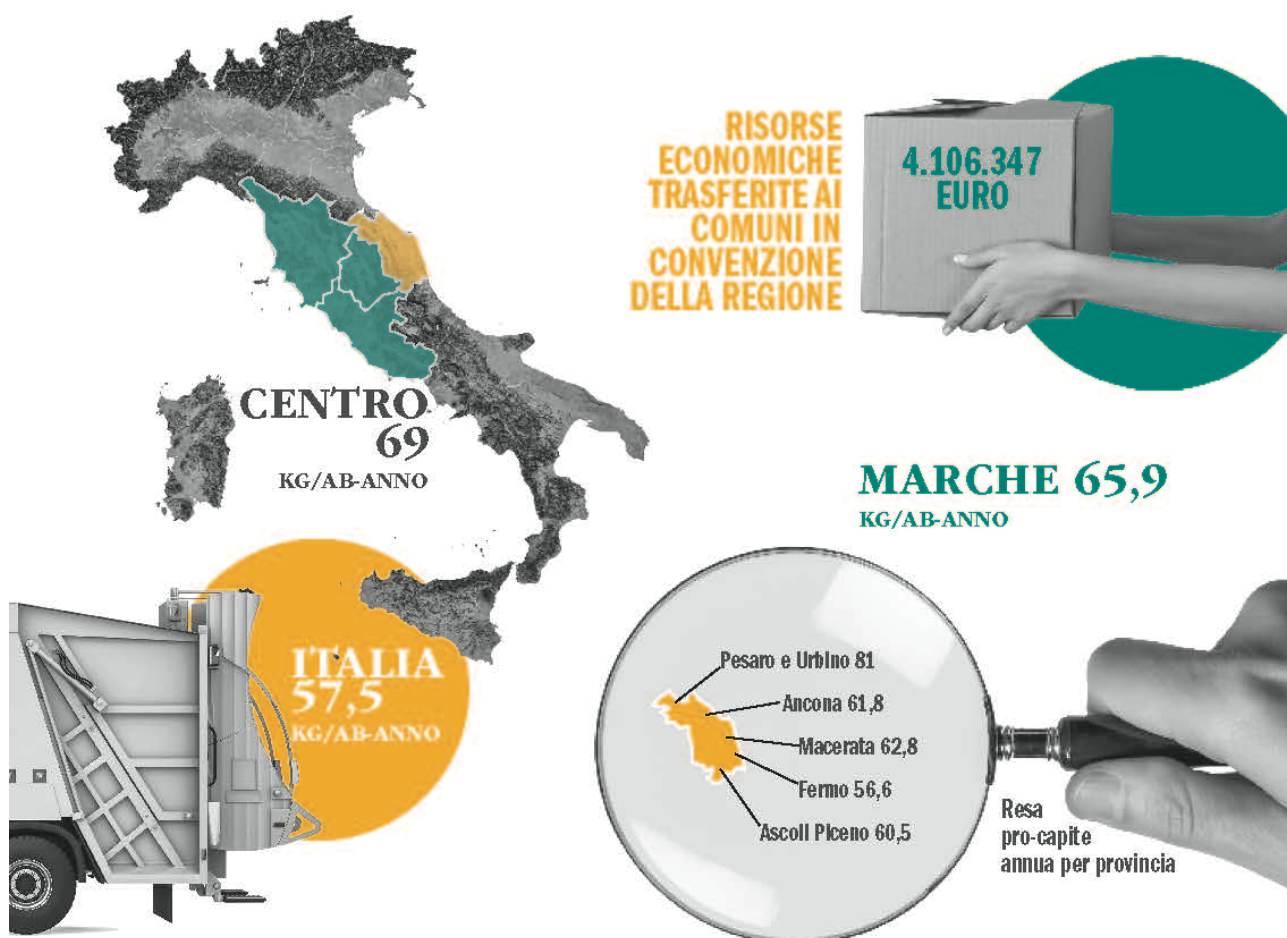 RISORSE
ECONOMICHE
TRASFERITE AI
COMUNI IN
CONVENZIONE
DELLA REGIONE
4.106.347
EURO
CENTRO
69
KG/AB-ANNO
MARCHE 65,9
KG/AB-ANNO
ITALIA
57,5
KG/AB-ANNO
Pesaro e Urbino 81
Ancona 61,8
Macerata 62,8
Fermo 56,6
Ascoli Piceno 60,5
Resa
pro-capite
annua per provincia